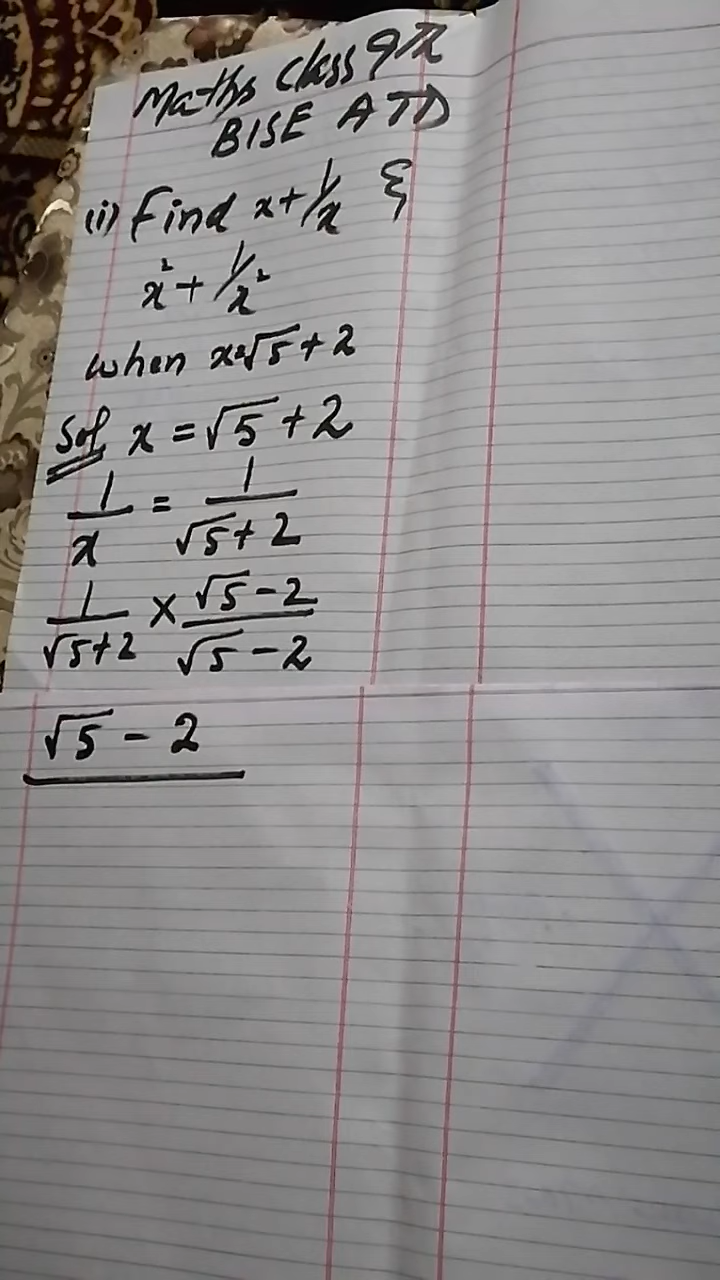 Maths Class 9th
BISE ATD
(i) Find x+1/x &
x²+1/x²
when x=√5+2
Sol x = √5+2
1/x = 1/√5+2
1/√5+2 × √5-2/√5-2
√5-2